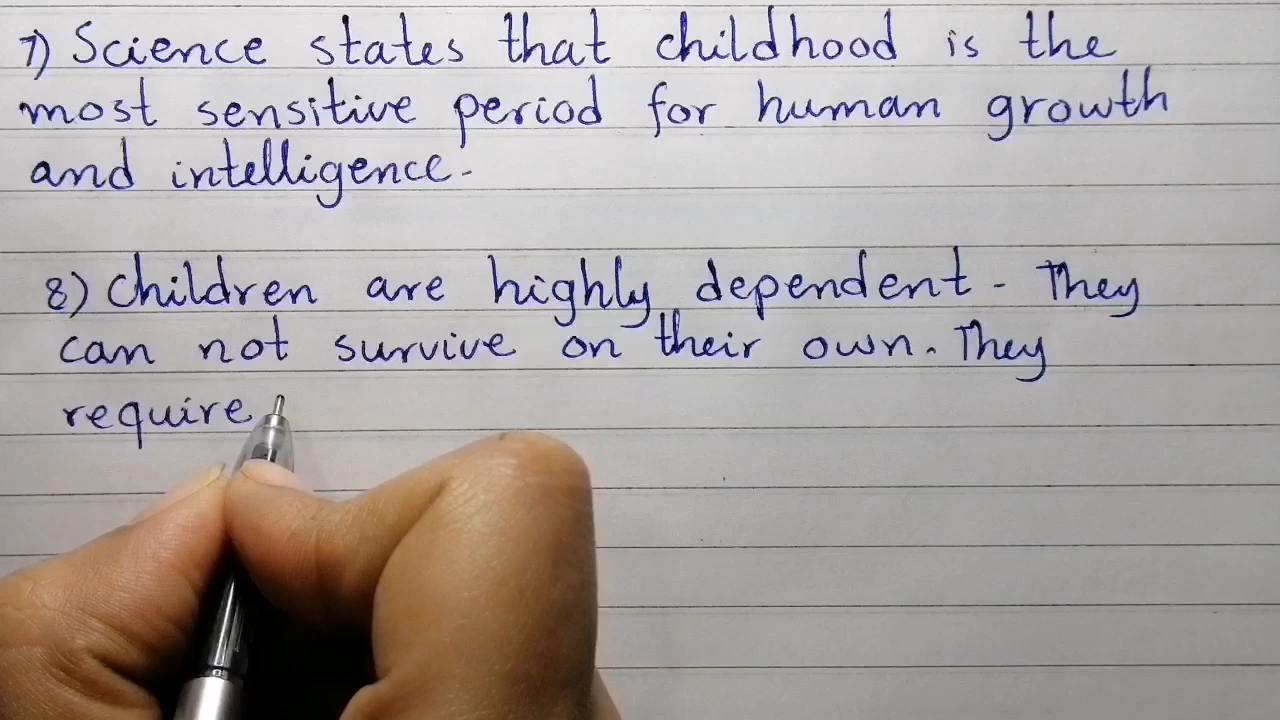 7) Science states that childhood is the
most sensitive period for human growth
and intelligence.
8) Children are highly dependent. They
can not survive on their own. They
require